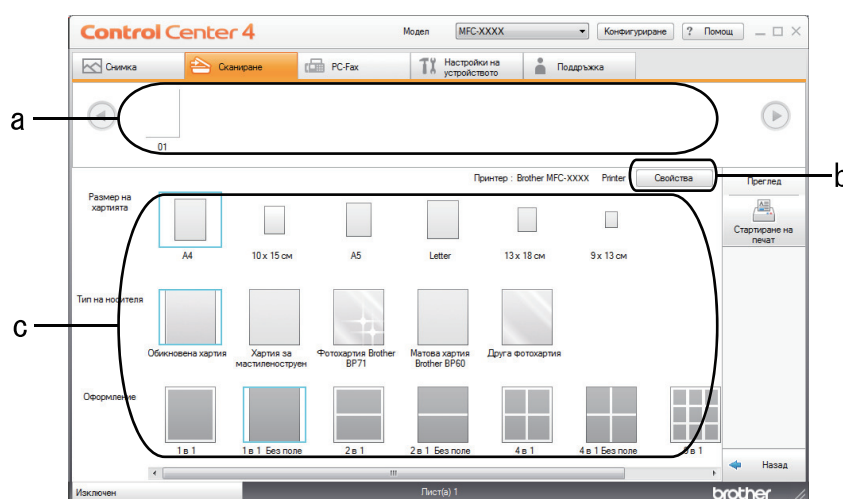 Control Center 4
Модел
MFC-XXXX
Конфигуриране
? Помощ
Снимка
Сканиране
PC-Fax
Настройки на
устройството
Поддръжка
a
01
Принтер : Brother MFC-XXXX Printer
Свойства
b
Преглед
Размер на
хартията
A4
10 x 15 см
A5
Letter
13 x 18 см
9 x 13 см
Стартиране на
печат
c
Тип на носителя
Обикновена хартия
Хартия за
мастиленоструен
Фотохартия Brother
BP71
Матова хартия
Brother BP60
Друга фотохартия
Оформление
1 в 1
1 в 1 Без поле
2 в 1
2 в 1 Без поле
4 в 1
4 в 1 Без поле
9 в 1
Назад
Изключен
Лист(а) 1
brother